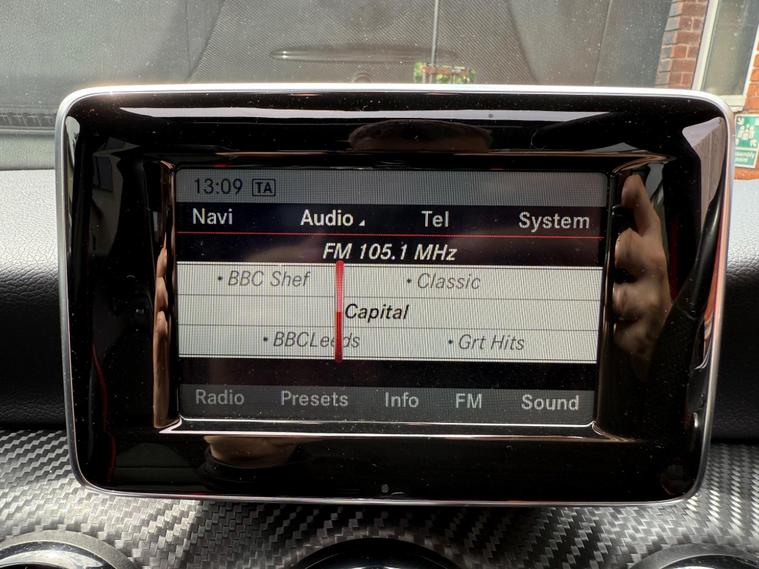 13:09 TA
Navi Audio Tel System
FM 105.1 MHz
• BBC Shef • Classic
Capital
• BBCLeeds • Grt Hits
Radio Presets Info FM Sound